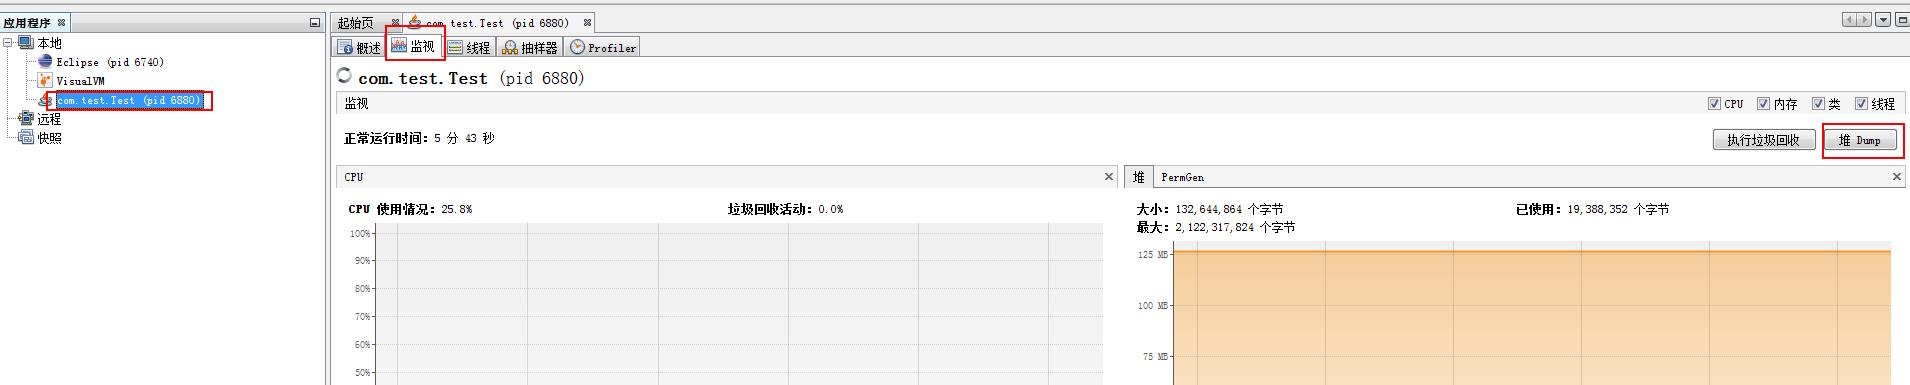 应用程序
本地
Eclipse (pid 6740)
VisualVM
com.test.Test (pid 6880)
远程
快照
起始页 com.test.Test (pid 6880)
概述 监视 线程 抽样器 Profiler
com.test.Test (pid 6880)
监视 CPU 内存 类 线程
正常运行时间: 5 分 43 秒 执行垃圾回收 堆 Dump
CPU
CPU 使用情况: 25.8% 垃圾回收活动: 0.0%
100%
90%
80%
70%
60%
50%
堆 PermGen
大小: 132,644,864 个字节 已使用: 19,388,352 个字节
最大: 2,122,317,824 个字节
125 MB
100 MB
75 MB